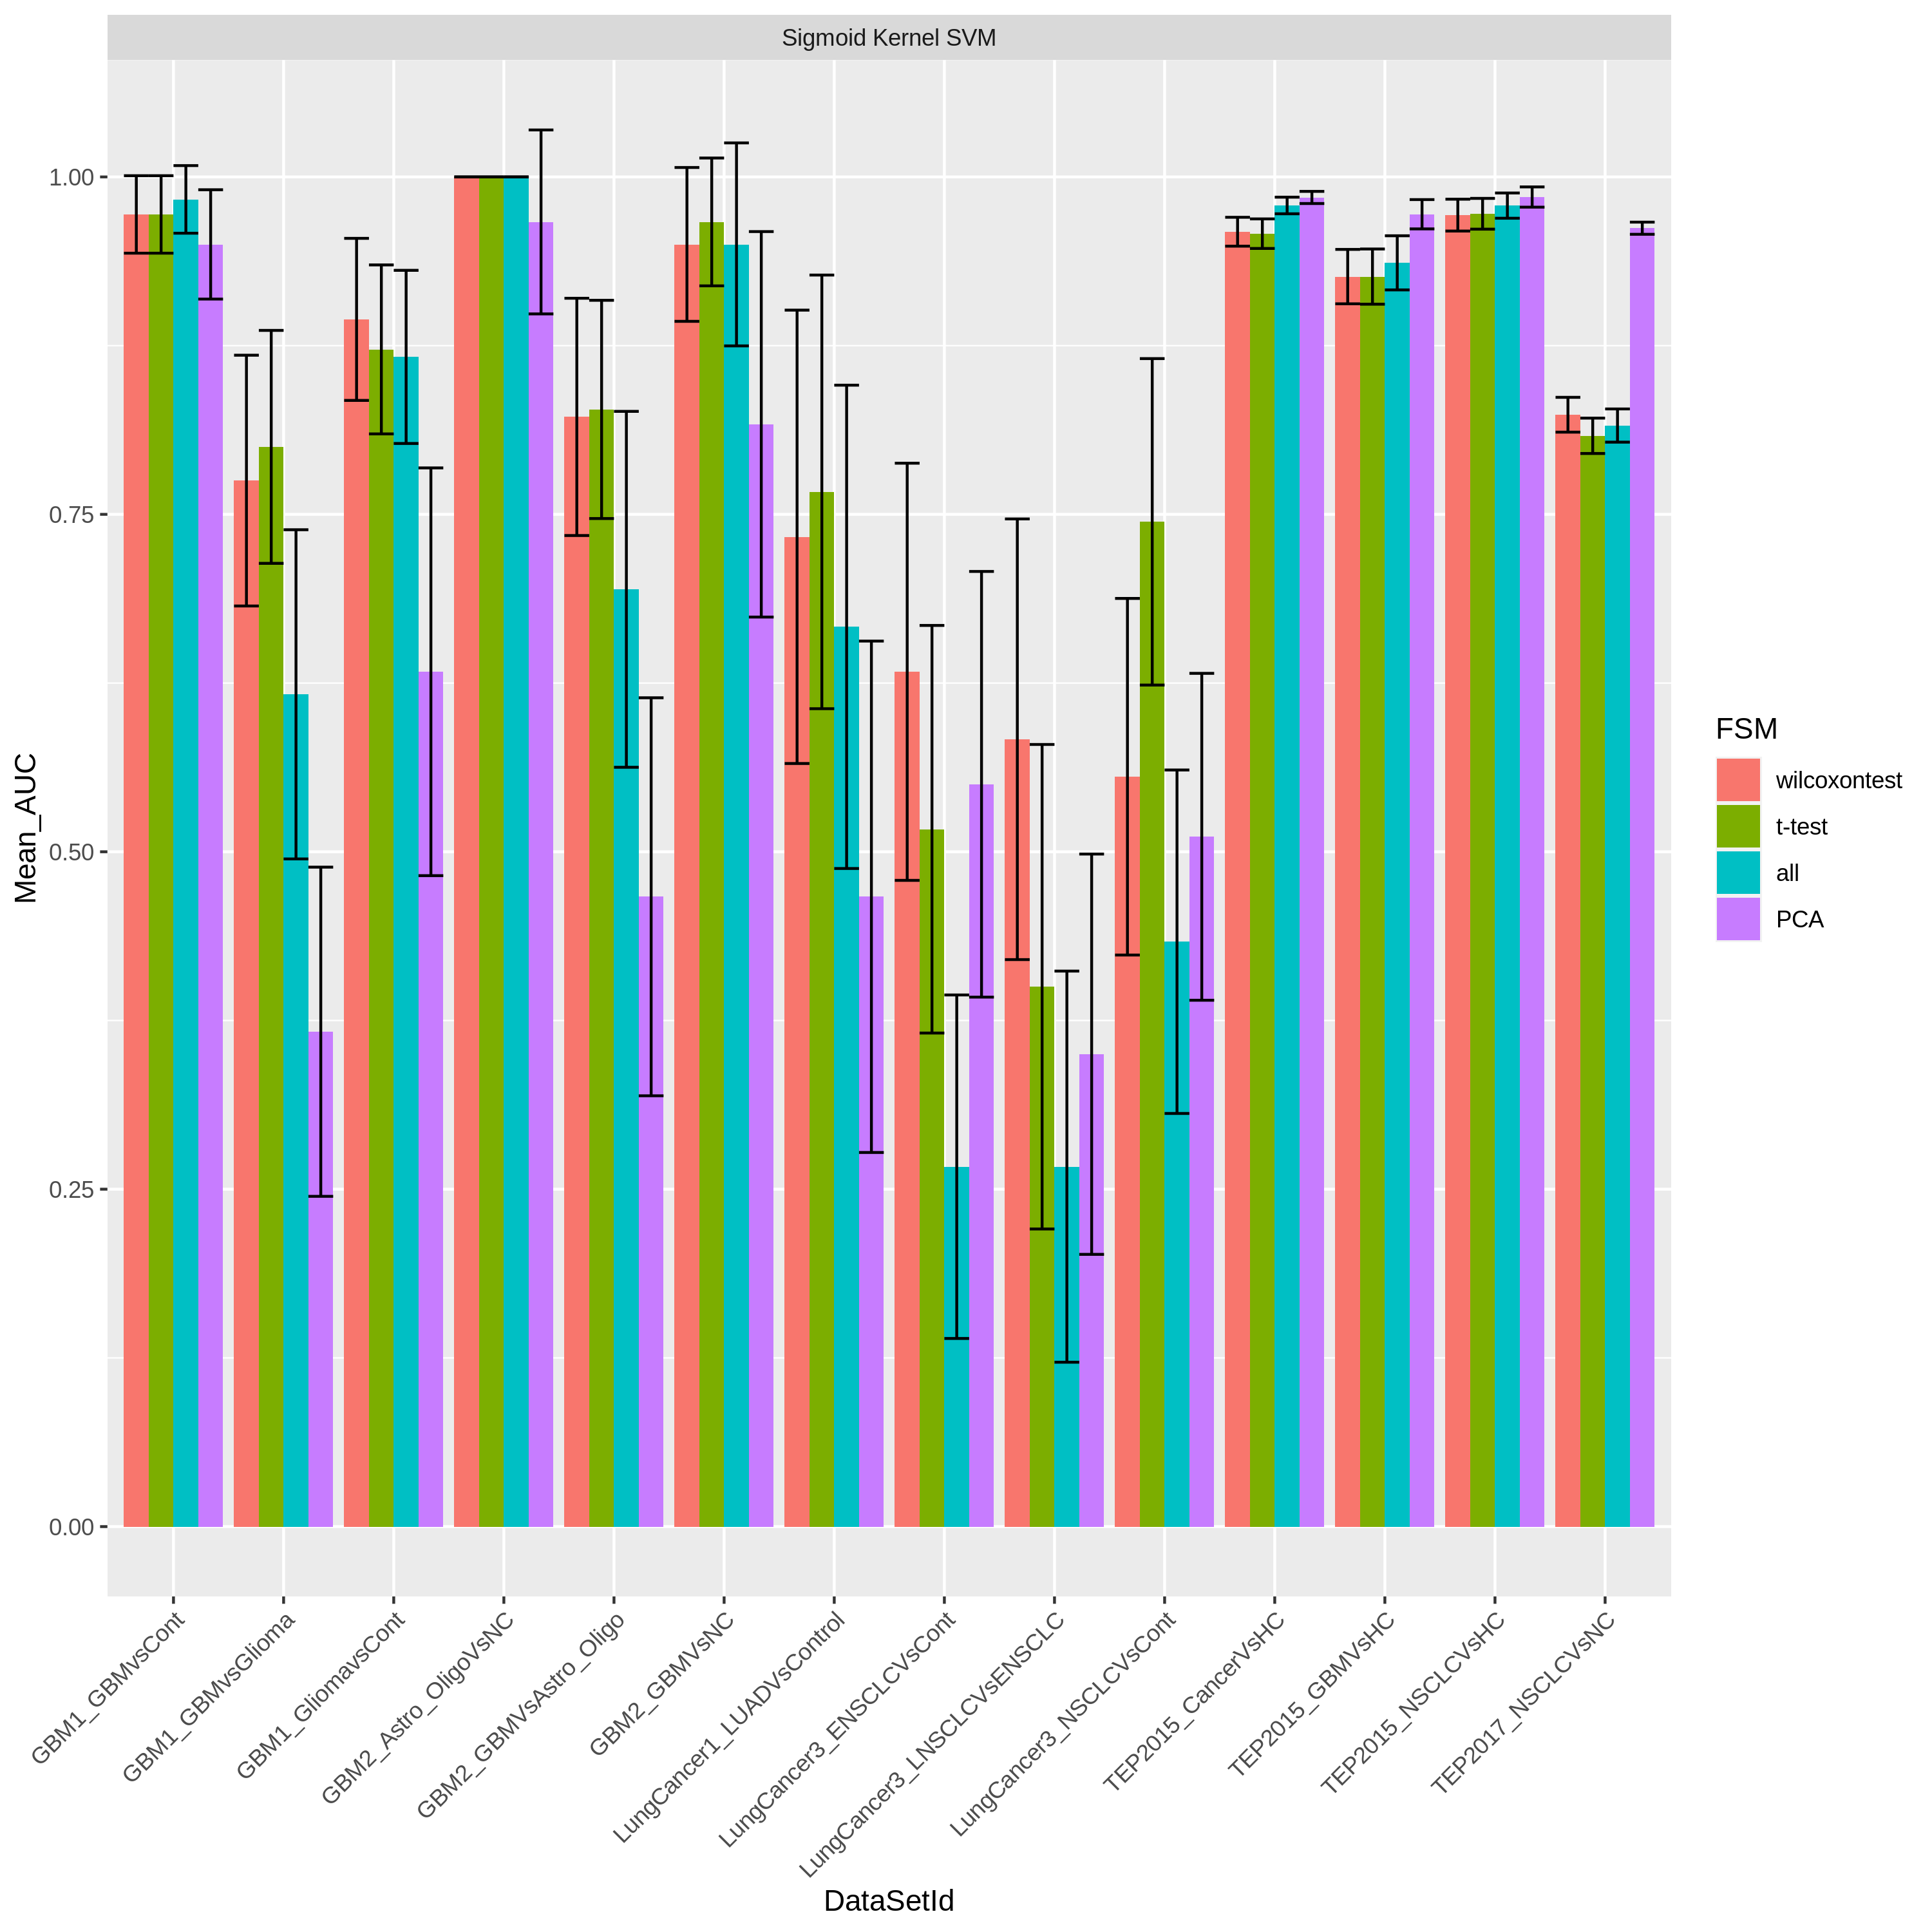 Sigmoid Kernel SVM
1.00
0.75
0.50
0.25
0.00
Mean_AUC
GBM1_GBMvsCont
GBM1_GBMvsGlioma
GBM1_GliomavsCont
GBM2_Astro_OligoVsNC
GBM2_GBMVsAstro_Oligo
GBM2_GBMVsNC
LungCancer1_LUADVsControl
LungCancer3_ENSCLCVsCont
LungCancer3_LNSCLCVsENSCLC
LungCancer3_NSCLCVsCont
TEP2015_CancerVsHC
TEP2015_GBMVsHC
TEP2015_NSCLCVsHC
TEP2017_NSCLCVsNC
DataSetId
FSM
wilcoxontest
t-test
all
PCA